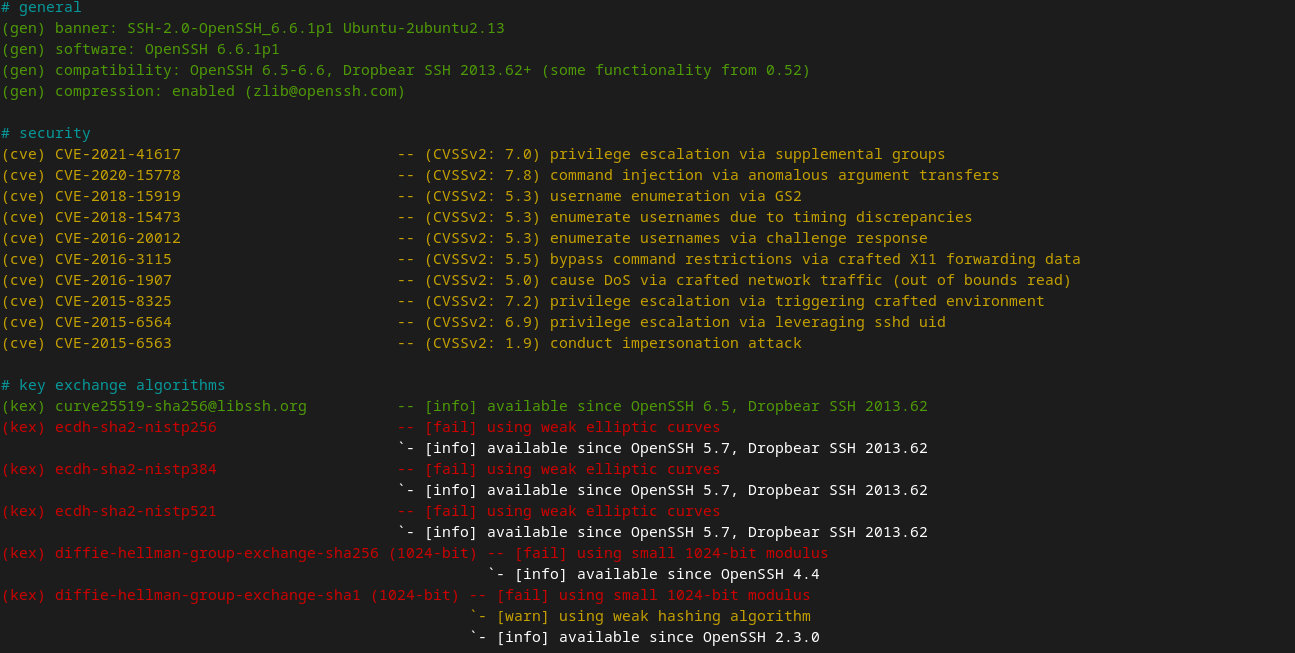 # general
(gen) banner: SSH-2.0-OpenSSH_6.6.1p1 Ubuntu-2ubuntu2.13
(gen) software: OpenSSH 6.6.1p1
(gen) compatibility: OpenSSH 6.5-6.6, Dropbear SSH 2013.62+ (some functionality from 0.52)
(gen) compression: enabled (zlib@openssh.com)

# security
(cve) CVE-2021-41617                        -- (CVSSv2: 7.0) privilege escalation via supplemental groups
(cve) CVE-2020-15778                        -- (CVSSv2: 7.8) command injection via anomalous argument transfers
(cve) CVE-2018-15919                        -- (CVSSv2: 5.3) username enumeration via GS2
(cve) CVE-2018-15473                        -- (CVSSv2: 5.3) enumerate usernames due to timing discrepancies
(cve) CVE-2016-20012                        -- (CVSSv2: 5.3) enumerate usernames via challenge response
(cve) CVE-2016-3115                         -- (CVSSv2: 5.5) bypass command restrictions via crafted X11 forwarding data
(cve) CVE-2016-1907                         -- (CVSSv2: 5.0) cause DoS via crafted network traffic (out of bounds read)
(cve) CVE-2015-8325                         -- (CVSSv2: 7.2) privilege escalation via triggering crafted environment
(cve) CVE-2015-6564                         -- (CVSSv2: 6.9) privilege escalation via leveraging sshd uid
(cve) CVE-2015-6563                         -- (CVSSv2: 1.9) conduct impersonation attack

# key exchange algorithms
(kex) curve25519-sha256@libssh.org          -- [info] available since OpenSSH 6.5, Dropbear SSH 2013.62
(kex) ecdh-sha2-nistp256                    -- [fail] using weak elliptic curves
                                            `- [info] available since OpenSSH 5.7, Dropbear SSH 2013.62
(kex) ecdh-sha2-nistp384                    -- [fail] using weak elliptic curves
                                            `- [info] available since OpenSSH 5.7, Dropbear SSH 2013.62
(kex) ecdh-sha2-nistp521                    -- [fail] using weak elliptic curves
                                            `- [info] available since OpenSSH 5.7, Dropbear SSH 2013.62
(kex) diffie-hellman-group-exchange-sha256 (1024-bit) -- [fail] using small 1024-bit modulus
                                                      `- [info] available since OpenSSH 4.4
(kex) diffie-hellman-group-exchange-sha1 (1024-bit) -- [fail] using small 1024-bit modulus
                                                    `- [warn] using weak hashing algorithm
                                                    `- [info] available since OpenSSH 2.3.0